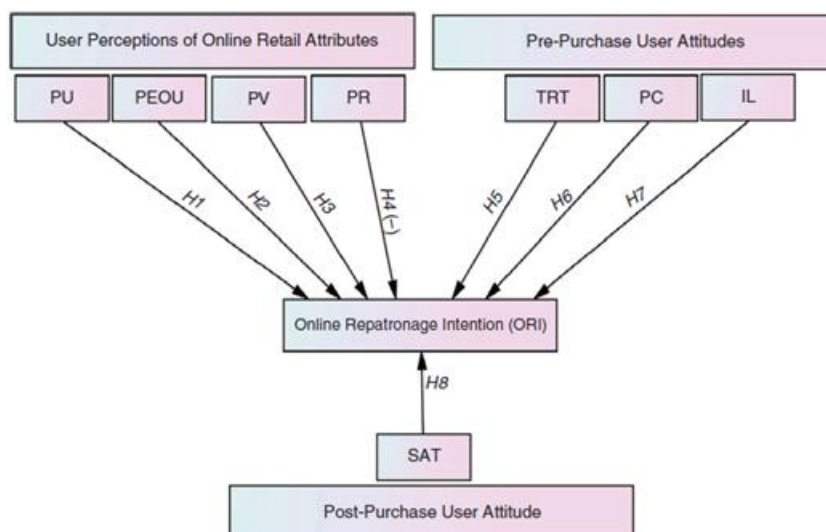 User Perceptions of Online Retail Attributes
Pre-Purchase User Attitudes
PU
PEOU
PV
PR
TRT
PC
IL
H1
H2
H3
H4 (–)
H5
H6
H7
Online Repatronage Intention (ORI)
H8
SAT
Post-Purchase User Attitude